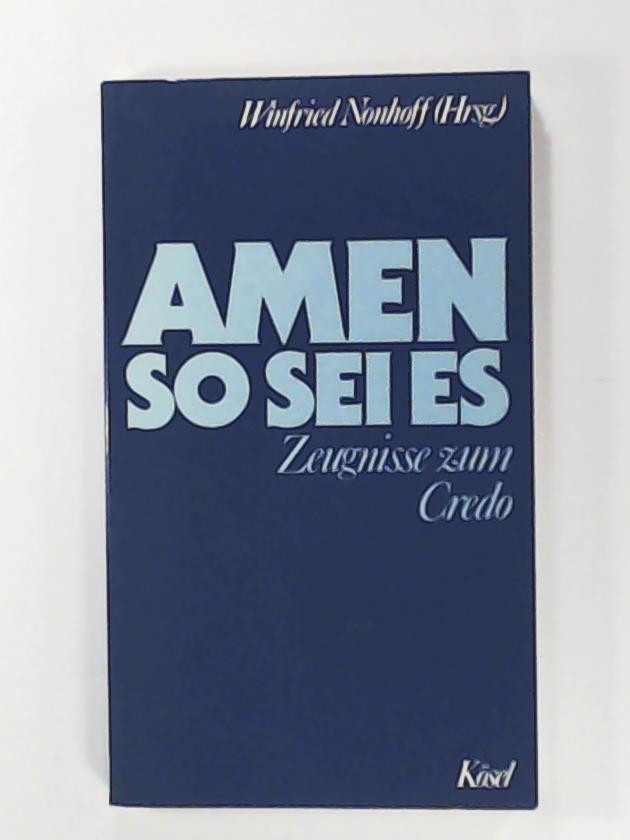 Winfried Nonhoff (Hrsg.)
AMEN
SO SEI ES
Zeugnisse zum
Credo
Kösel